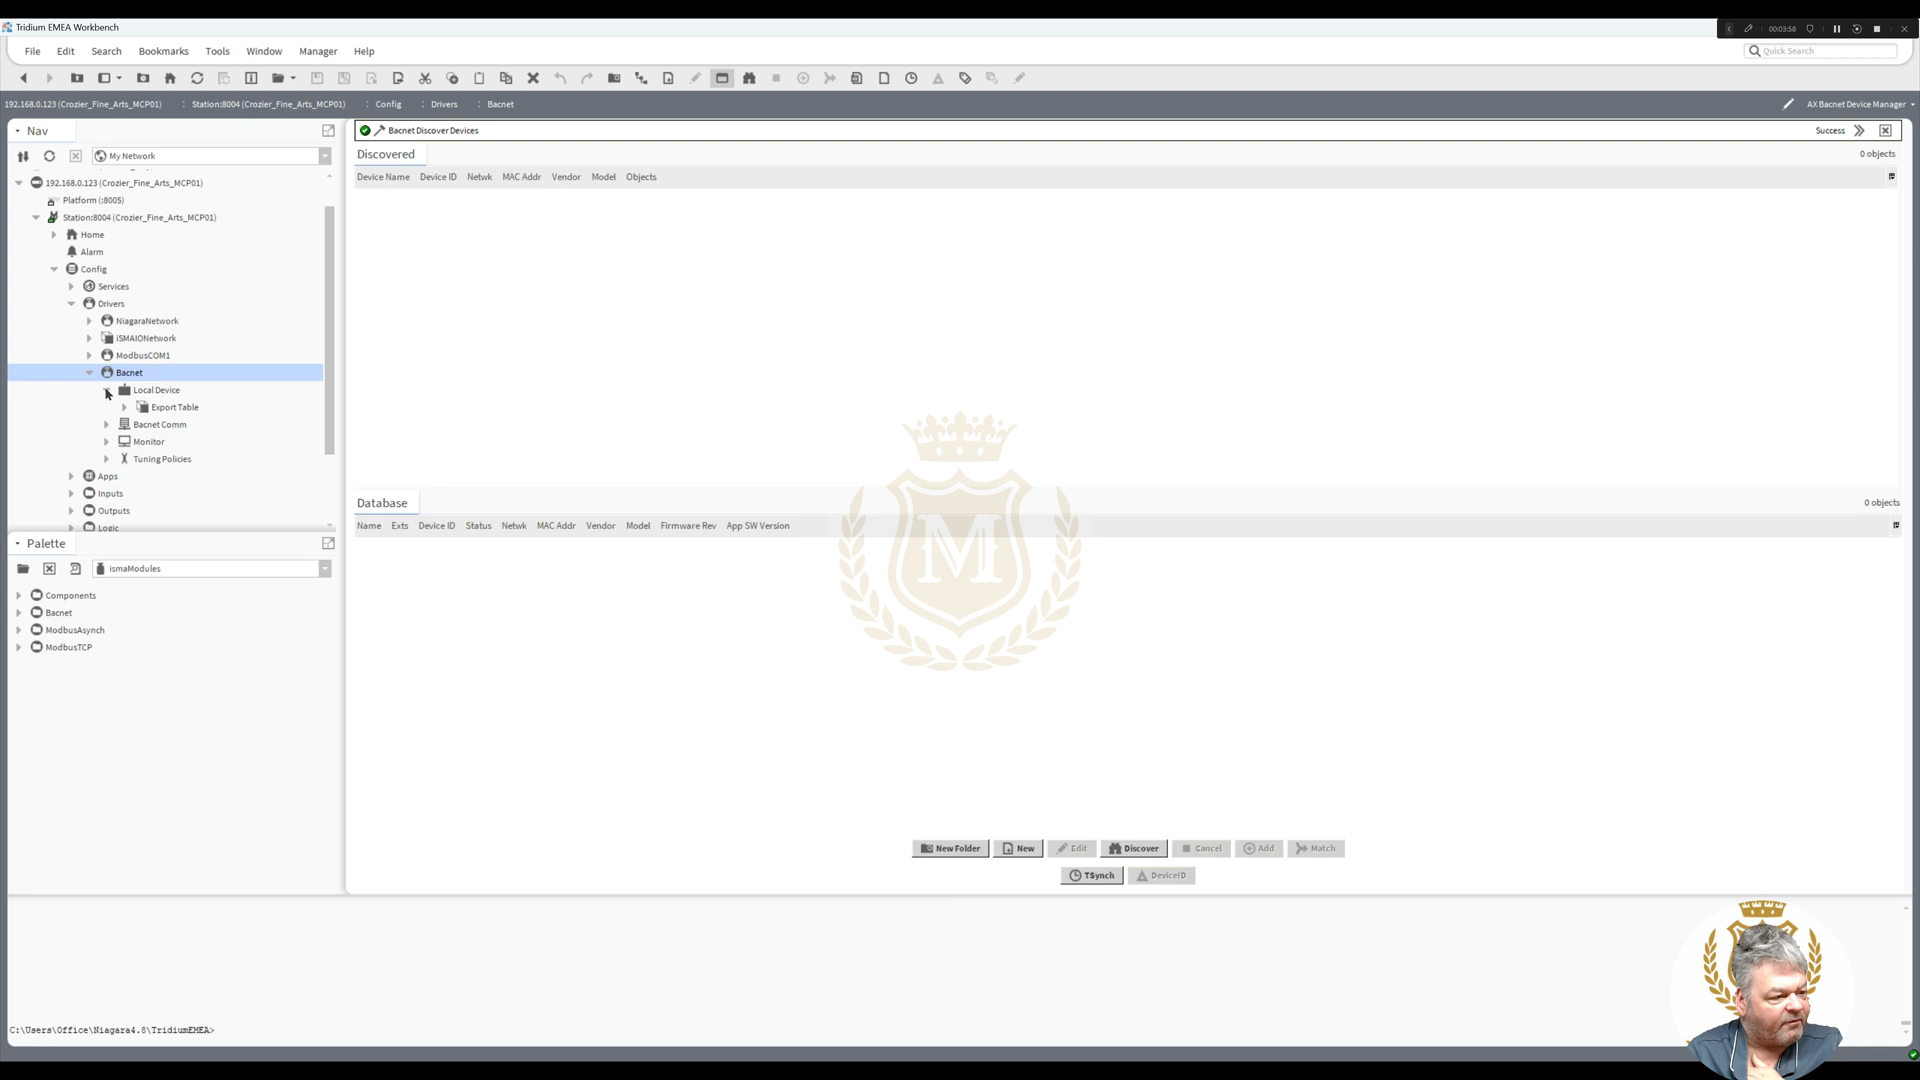 Tridium EMEA Workbench
00:03:58
File Edit Search Bookmarks Tools Window Manager Help
Quick Search
192.168.0.123 (Crozier_Fine_Arts_MCP01) : Station:8004 (Crozier_Fine_Arts_MCP01) : Config : Drivers : Bacnet
AX Bacnet Device Manager
Nav
My Network
192.168.0.123 (Crozier_Fine_Arts_MCP01)
Platform (:8005)
Station:8004 (Crozier_Fine_Arts_MCP01)
Home
Alarm
Config
Services
Drivers
NiagaraNetwork
iSMAIONetwork
ModbusCOM1
Bacnet
Local Device
Export Table
Bacnet Comm
Monitor
Tuning Policies
Apps
Inputs
Outputs
Logic
Palette
ismaModules
Components
Bacnet
ModbusAsynch
ModbusTCP
Bacnet Discover Devices
Success
Discovered
0 objects
Device Name Device ID Netwk MAC Addr Vendor Model Objects
Database
0 objects
Name Exts Device ID Status Netwk MAC Addr Vendor Model Firmware Rev App SW Version
M
New Folder New Edit Discover Cancel Add Match
TSynch DeviceID
C:\Users\Office\Niagara4.8\TridiumEMEA>